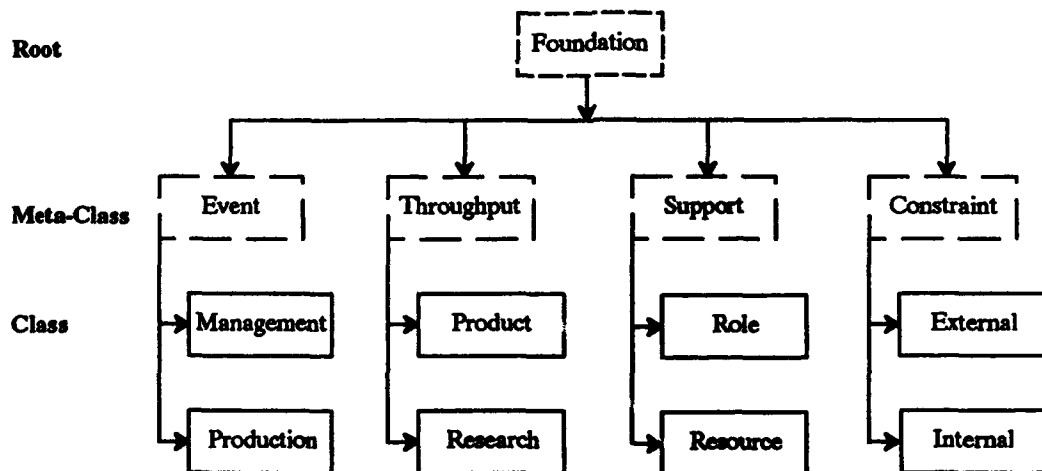 Root
Foundation
Meta-Class
Event
Throughput
Support
Constraint
Class
Management
Product
Role
External
Production
Research
Resource
Internal